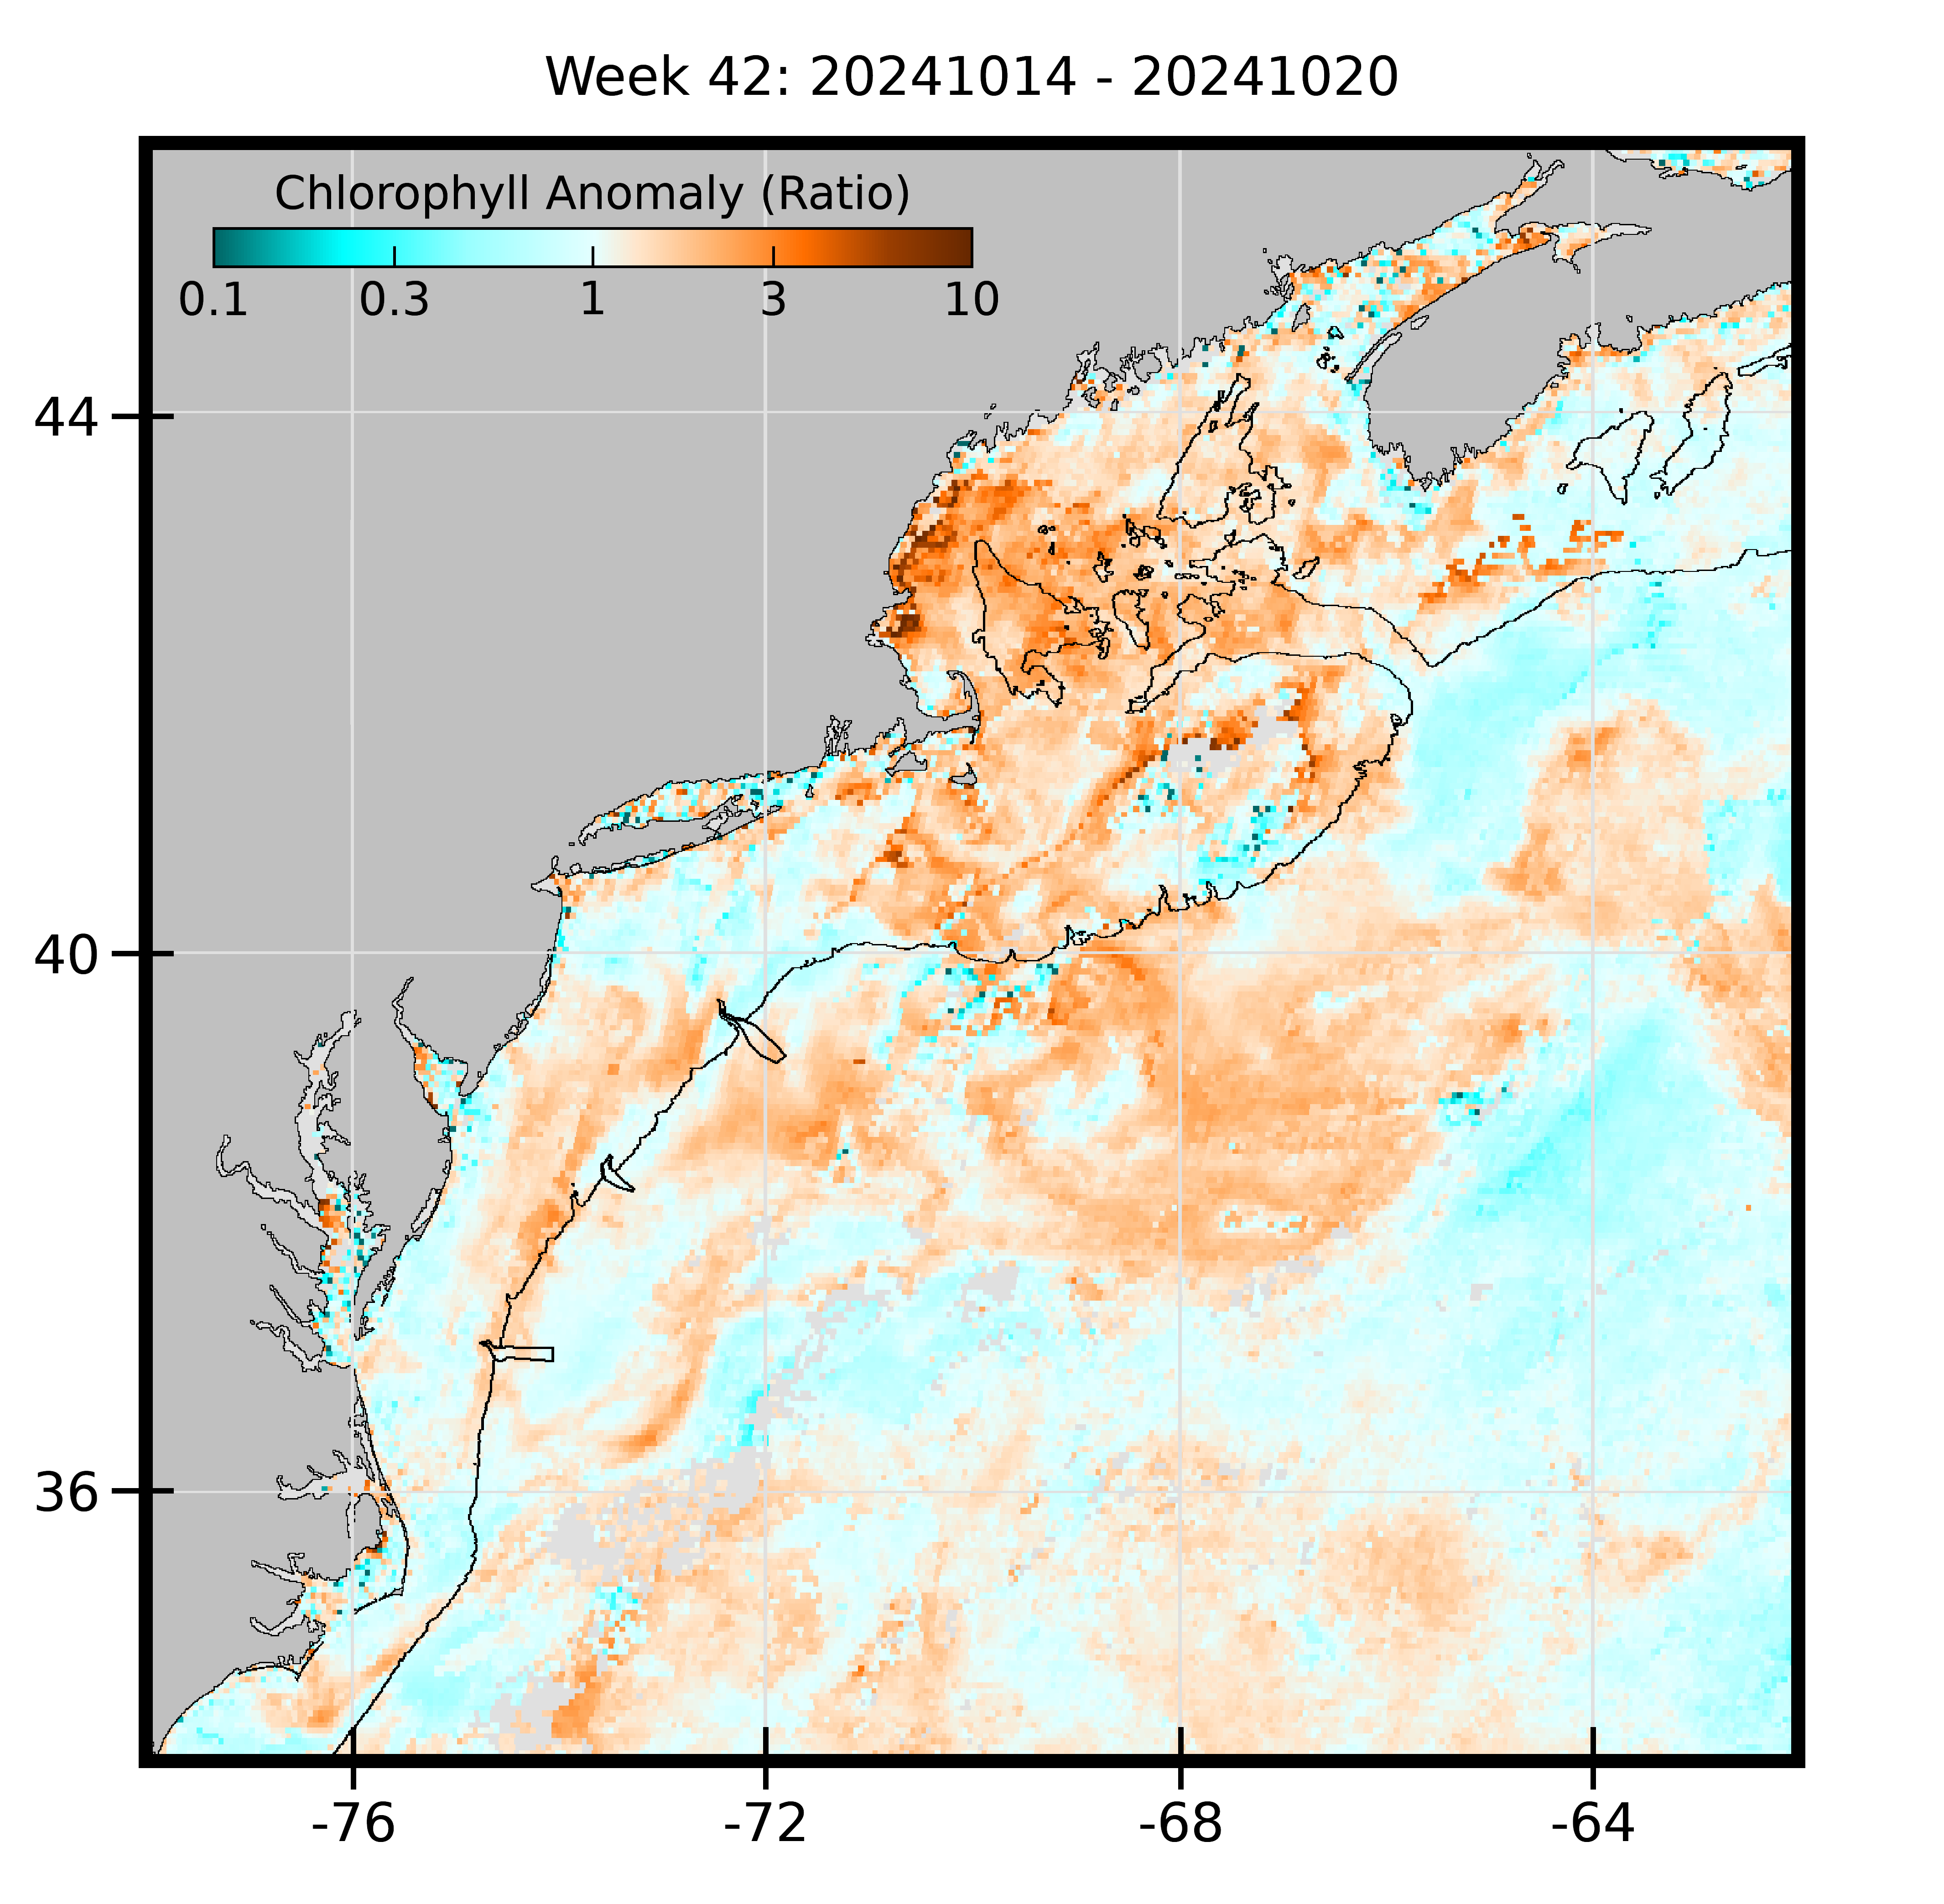 Week 42: 20241014 - 20241020
Chlorophyll Anomaly (Ratio)
0.1 0.3 1 3 10
44
40
36
-76 -72 -68 -64